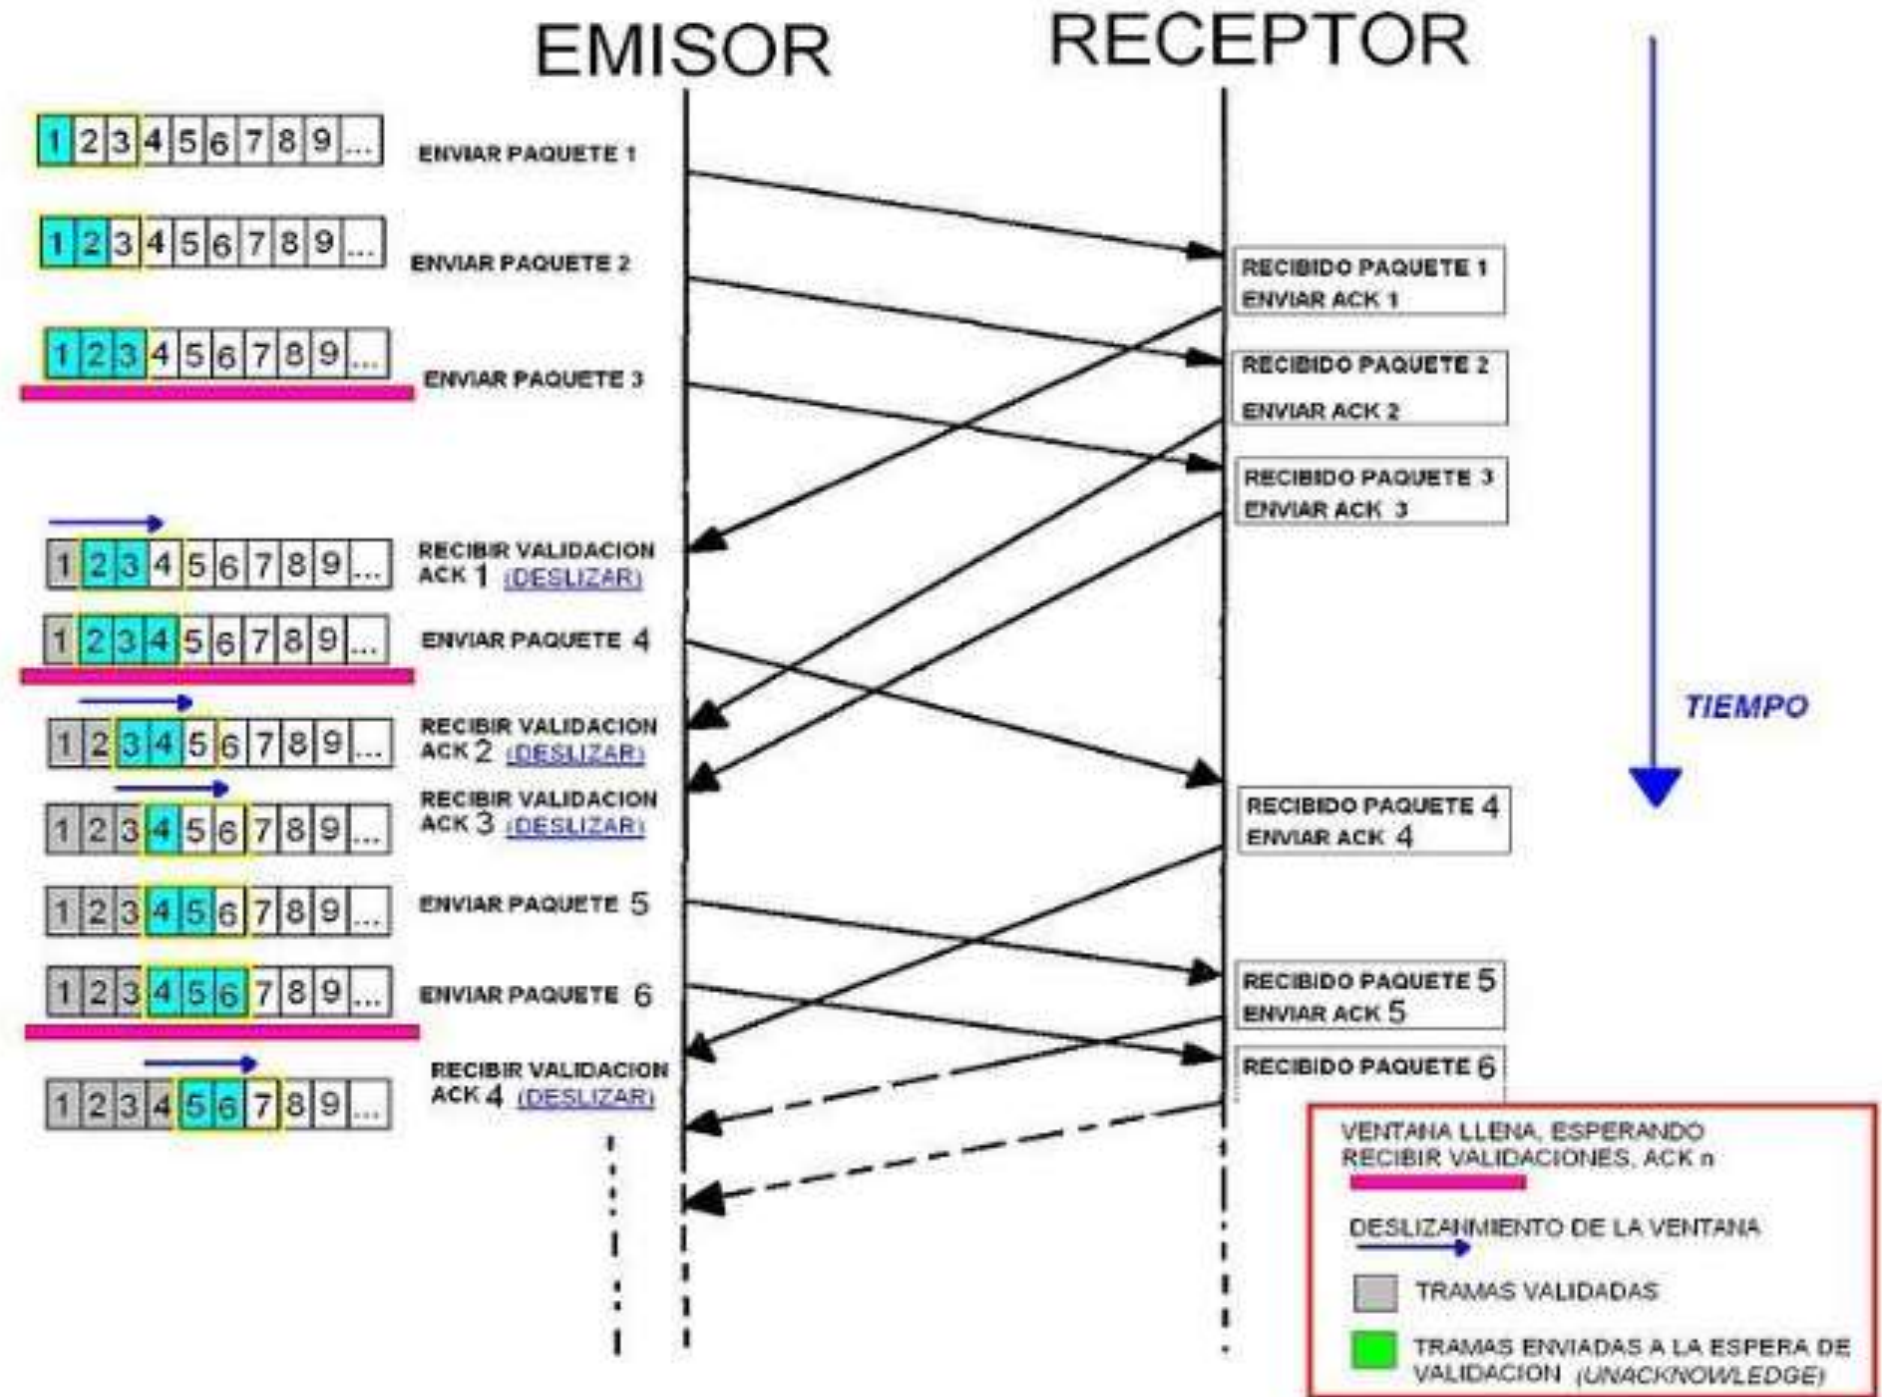 EMISOR
RECEPTOR
1 2 3 4 5 6 7 8 9 ...
ENVIAR PAQUETE 1
1 2 3 4 5 6 7 8 9 ...
ENVIAR PAQUETE 2
RECIBIDO PAQUETE 1
ENVIAR ACK 1
1 2 3 4 5 6 7 8 9 ...
ENVIAR PAQUETE 3
RECIBIDO PAQUETE 2
ENVIAR ACK 2
RECIBIDO PAQUETE 3
ENVIAR ACK 3
1 2 3 4 5 6 7 8 9 ...
RECIBIR VALIDACION
ACK 1 (DESLIZAR)
1 2 3 4 5 6 7 8 9 ...
ENVIAR PAQUETE 4
TIEMPO
1 2 3 4 5 6 7 8 9 ...
RECIBIR VALIDACION
ACK 2 (DESLIZAR)
1 2 3 4 5 6 7 8 9 ...
RECIBIR VALIDACION
ACK 3 (DESLIZAR)
RECIBIDO PAQUETE 4
ENVIAR ACK 4
1 2 3 4 5 6 7 8 9 ...
ENVIAR PAQUETE 5
1 2 3 4 5 6 7 8 9 ...
ENVIAR PAQUETE 6
RECIBIDO PAQUETE 5
ENVIAR ACK 5
1 2 3 4 5 6 7 8 9 ...
RECIBIR VALIDACION
ACK 4 (DESLIZAR)
RECIBIDO PAQUETE 6
VENTANA LLENA, ESPERANDO
RECIBIR VALIDACIONES, ACK n
DESLIZANMIENTO DE LA VENTANA
TRAMAS VALIDADAS
TRAMAS ENVIADAS A LA ESPERA DE
VALIDACION (UNACKNOWLEDGE)